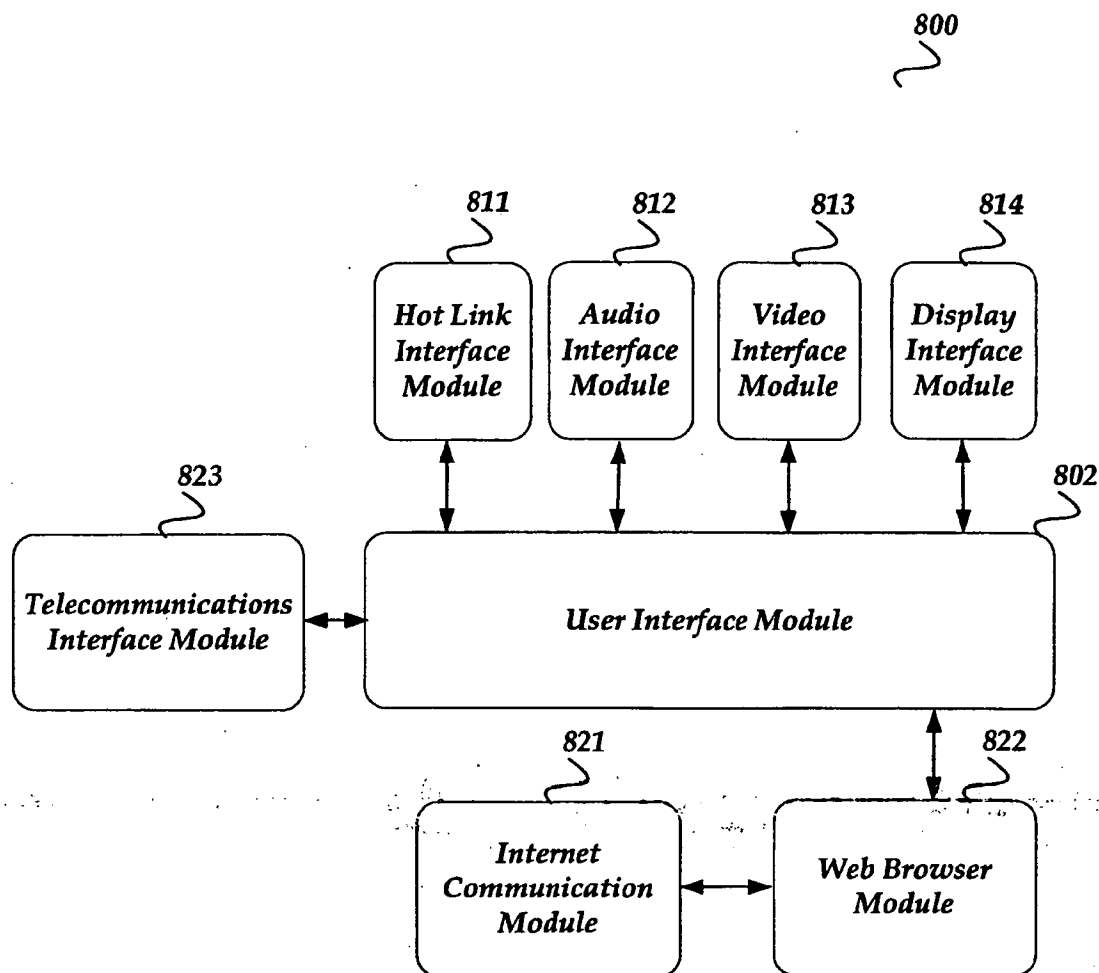 800
811
812
813
814
Hot Link
Interface
Module
Audio
Interface
Module
Video
Interface
Module
Display
Interface
Module
823
802
Telecommunications
Interface Module
User Interface Module
821
822
Internet
Communication
Module
Web Browser
Module